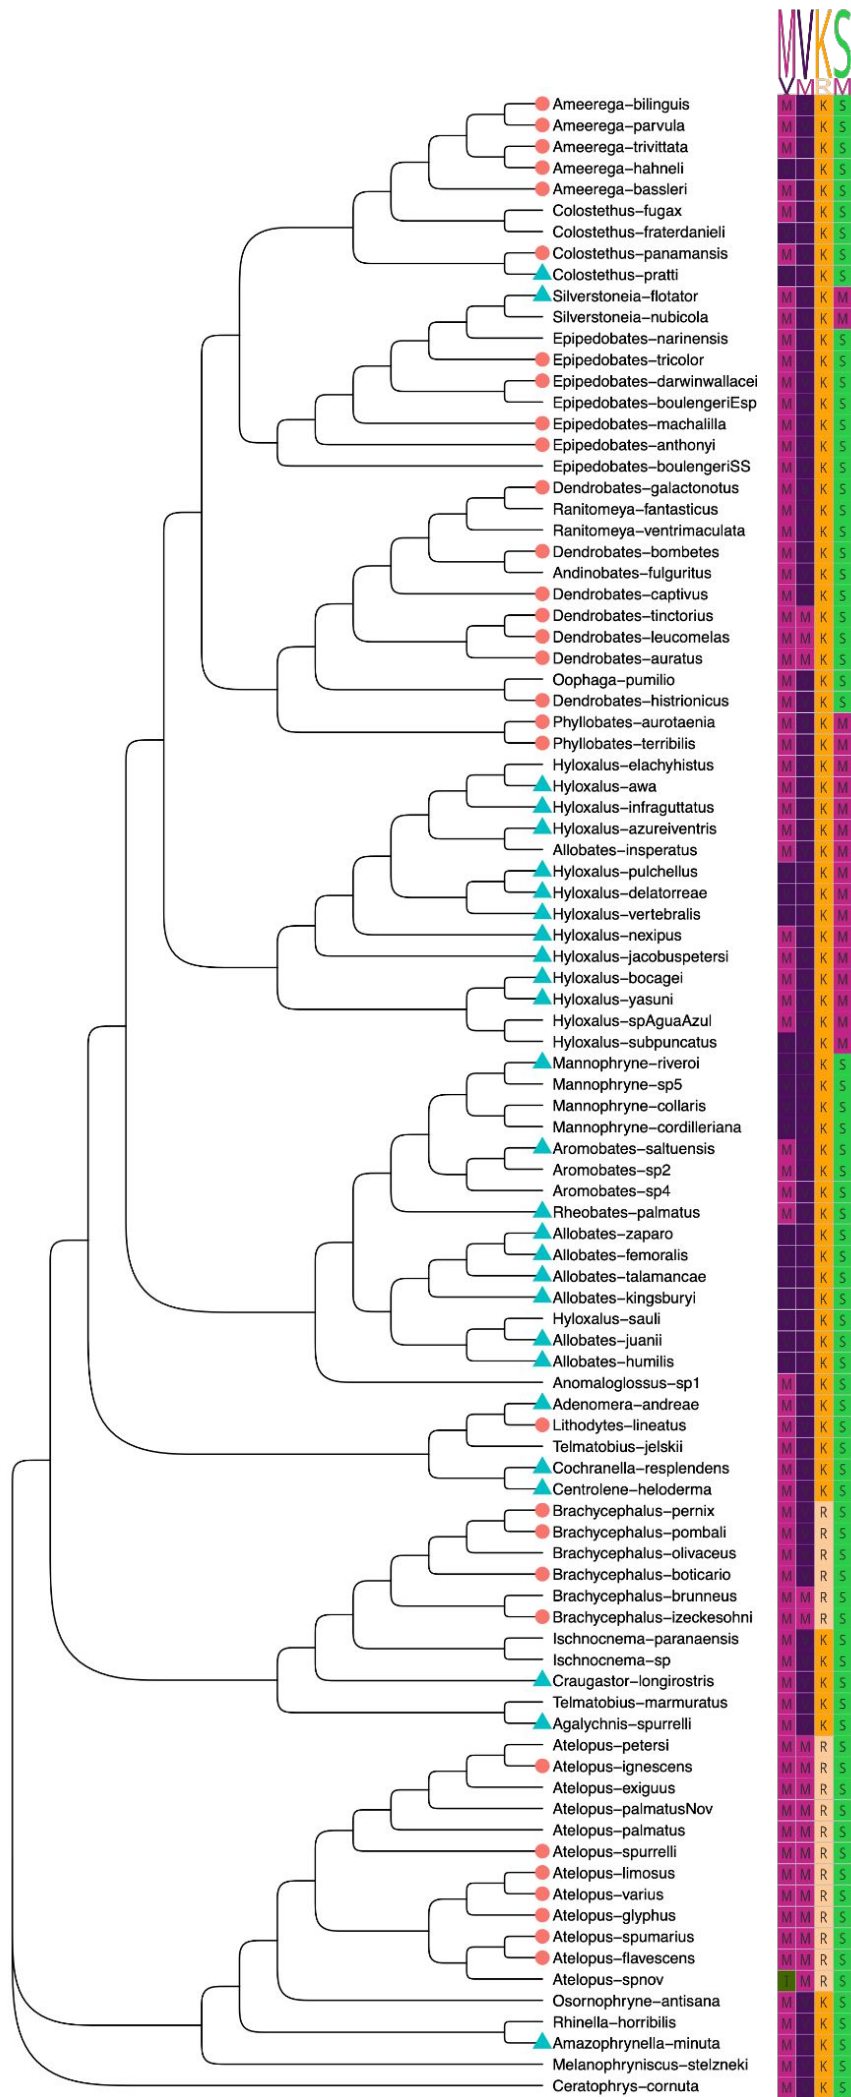 MVKS
VMRM
Ameerega-bilinguis M K S
Ameerega-parvula M K S
Ameerega-trivittata M K S
Ameerega-hahneli K S
Ameerega-bassleri M K S
Colostethus-fugax M K S
Colostethus-fraterdanieli K S
Colostethus-panamansis M K S
Colostethus-pratti K S
Silverstoneia-flotator M K M
Silverstoneia-nubicola M K M
Epipedobates-narinensis M K S
Epipedobates-tricolor M K S
Epipedobates-darwinwallacei M K S
Epipedobates-boulengeriEsp M K S
Epipedobates-machalilla M K S
Epipedobates-anthonyi M K S
Epipedobates-boulengeriSS M K S
Dendrobates-galactonotus M K S
Ranitomeya-fantasticus M K S
Ranitomeya-ventrimaculata M K S
Dendrobates-bombetes M K S
Andinobates-fulguritus M K S
Dendrobates-captivus M K S
Dendrobates-tinctorius M M K S
Dendrobates-leucomelas M M K S
Dendrobates-auratus M M K S
Oophaga-pumilio M K S
Dendrobates-histrionicus M K S
Phyllobates-aurotaenia M K M
Phyllobates-terribilis M K M
Hyloxalus-elachyhistus M K M
Hyloxalus-awa M K M
Hyloxalus-infraguttatus M K M
Hyloxalus-azureiventris M K M
Allobates-insperatus M K M
Hyloxalus-pulchellus K M
Hyloxalus-delatorreae K M
Hyloxalus-vertebralis K M
Hyloxalus-nexipus M K M
Hyloxalus-jacobuspetersi M K M
Hyloxalus-bocagei M K M
Hyloxalus-yasuni M K M
Hyloxalus-spAguaAzul M K M
Hyloxalus-subpuncatus K M
Mannophryne-riveroi K S
Mannophryne-sp5 K S
Mannophryne-collaris K S
Mannophryne-cordilleriana K S
Aromobates-saltuensis M K S
Aromobates-sp2 M K S
Aromobates-sp4 M K S
Rheobates-palmatus M K S
Allobates-zaparo K S
Allobates-femoralis K S
Allobates-talamancae K S
Allobates-kingsburyi K S
Hyloxalus-sauli K S
Allobates-juanii K S
Allobates-humilis K S
Anomaloglossus-sp1 M K S
Adenomera-andreae M K S
Lithodytes-lineatus M K S
Telmatobius-jelskii M K S
Cochranella-resplendens M K S
Centrolene-heloderma M K S
Brachycephalus-pernix M R S
Brachycephalus-pombali M R S
Brachycephalus-olivaceus M R S
Brachycephalus-boticario M R S
Brachycephalus-brunneus M M R S
Brachycephalus-izeckesohni M M R S
Ischnocnema-paranaensis M K S
Ischnocnema-sp M K S
Craugastor-longirostris M K S
Telmatobius-marmuratus M K S
Agalychnis-spurrelli M K S
Atelopus-petersi M M R S
Atelopus-ignescens M M R S
Atelopus-exiguus M M R S
Atelopus-palmatusNov M M R S
Atelopus-palmatus M M R S
Atelopus-spurrelli M M R S
Atelopus-limosus M M R S
Atelopus-varius M M R S
Atelopus-glyphus M M R S
Atelopus-spumarius M M R S
Atelopus-flavescens M M R S
Atelopus-spnov I M R S
Osornophryne-antisana M K S
Rhinella-horribilis M K S
Amazophrynella-minuta M K S
Melanophryniscus-stelzneki M K S
Ceratophrys-cornuta M K S